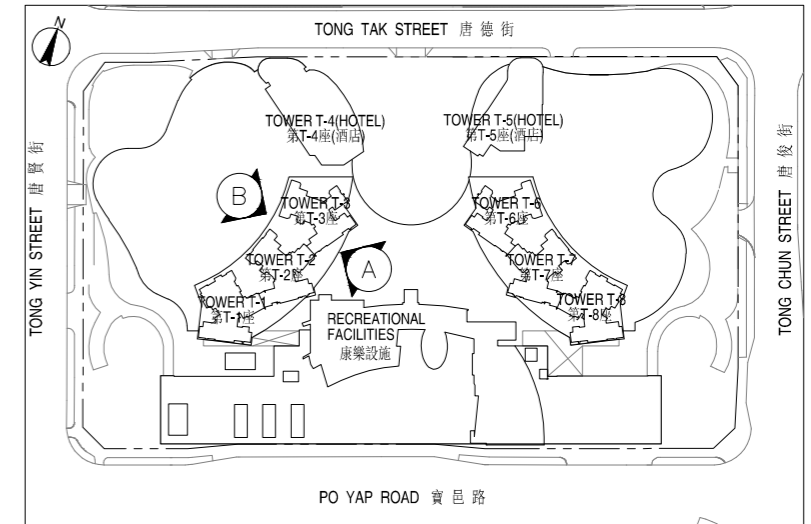 N
TONG TAK STREET 唐德街
TOWER T-4(HOTEL)
第T-4座(酒店)
TOWER T-5(HOTEL)
第T-5座(酒店)
TONG YIN STREET 唐賢街
TONG CHUN STREET 唐俊街
B
TOWER T-3
第T-3座
TOWER T-6
第T-6座
TOWER T-2
第T-2座
TOWER T-7
第T-7座
A
TOWER T-1
第T-1座
TOWER T-8
第T-8座
RECREATIONAL
FACILITIES
康樂設施
PO YAP ROAD 寶邑路